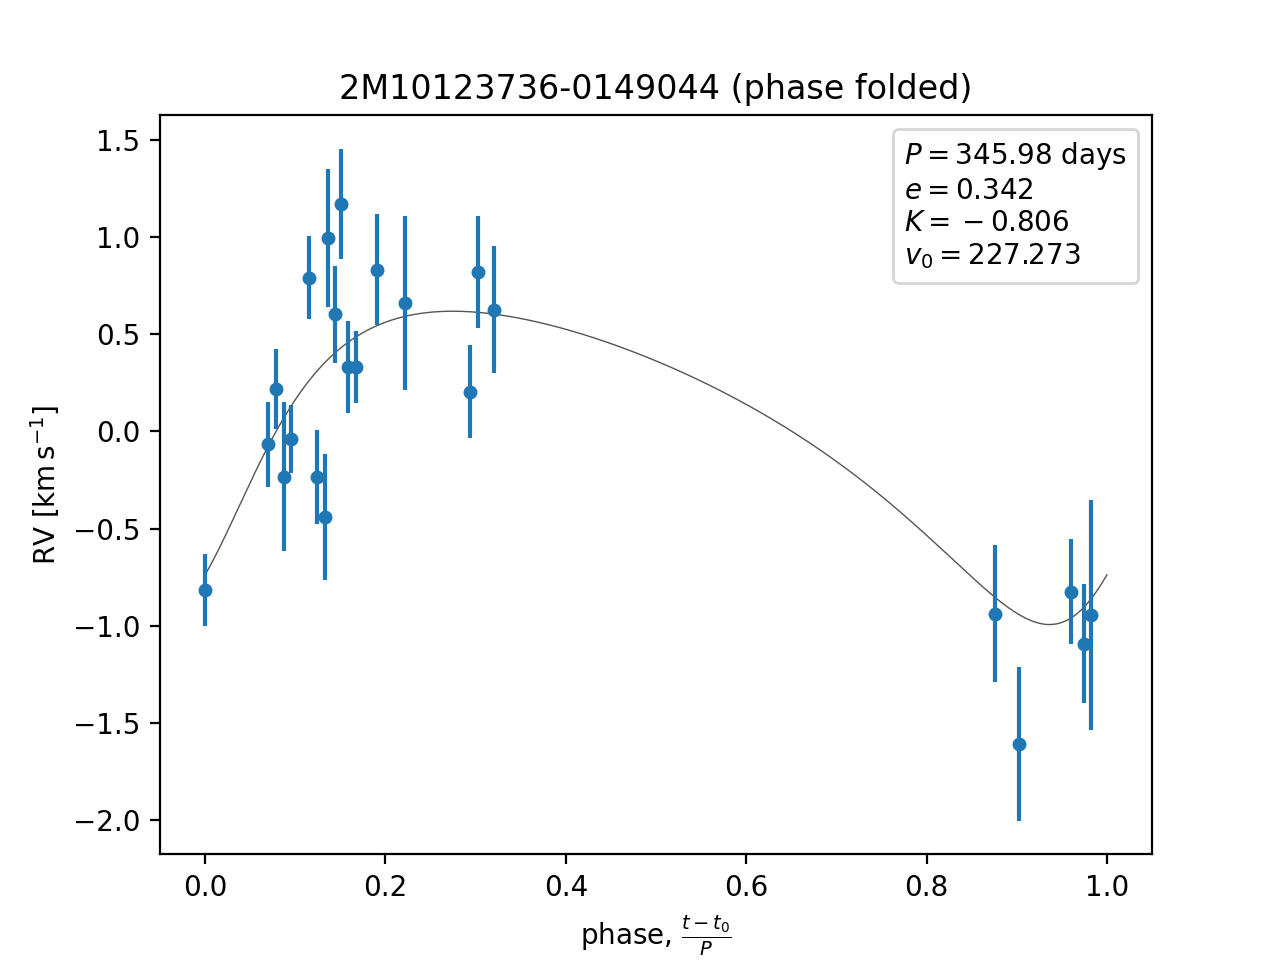 2M10123736-0149044 (phase folded)
P = 345.98 days
e = 0.342
K = −0.806
v₀ = 227.273
1.5
1.0
0.5
0.0
−0.5
−1.0
−1.5
−2.0
RV [km s⁻¹]
0.0 0.2 0.4 0.6 0.8 1.0
phase, (t − t₀)/P